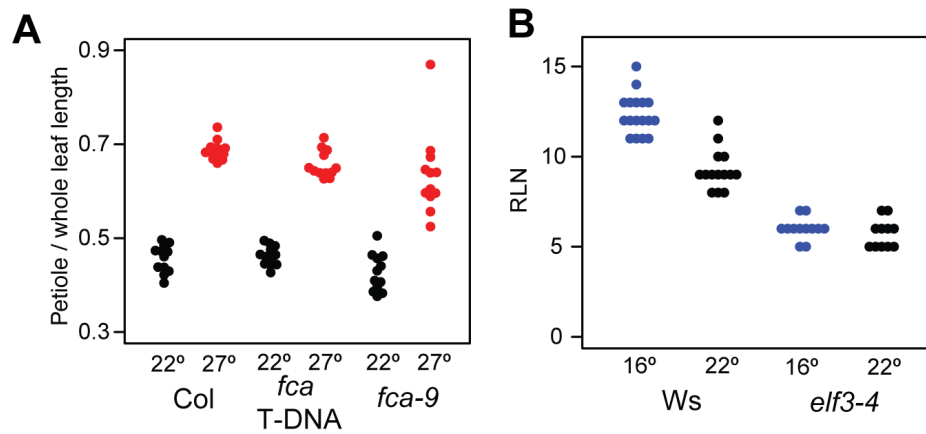 A
Petiole / whole leaf length
0.9
0.7
0.5
0.3
22º 27º 22º 27º 22º 27º
Col fca fca-9
T-DNA
B
RLN
15
10
5
0
16º 22º 16º 22º
Ws elf3-4